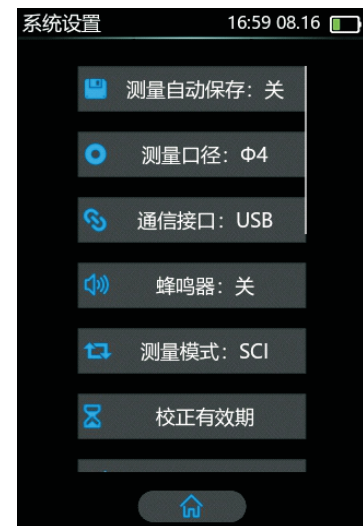 系统设置 16:59 08.16
测量自动保存：关
测量口径：Φ4
通信接口：USB
蜂鸣器：关
测量模式：SCI
校正有效期